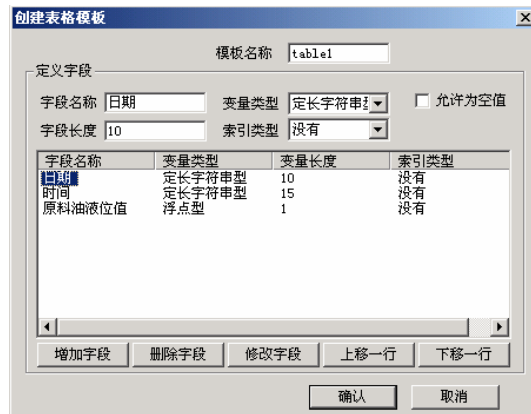 创建表格模板
模板名称 table1
定义字段
字段名称 日期 变量类型 定长字符串型 允许为空值
字段长度 10 索引类型 没有
字段名称 变量类型 变量长度 索引类型
日期 定长字符串型 10 没有
时间 定长字符串型 15 没有
原料油液位值 浮点型 1 没有
增加字段 删除字段 修改字段 上移一行 下移一行
确认 取消